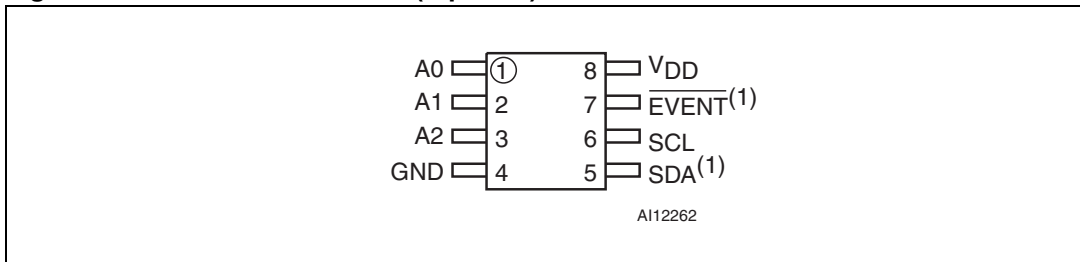 A0 1 8 VDD
A1 2 7 EVENT(1)
A2 3 6 SCL
GND 4 5 SDA(1)
AI12262